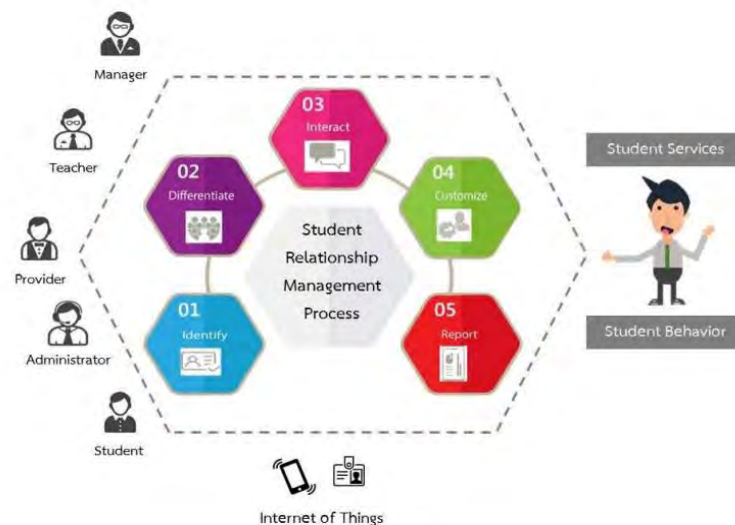 Manager
Teacher
Provider
Administrator
Student
03
Interact
02
Differentiate
04
Customize
Student
Relationship
Management
Process
01
Identify
05
Report
Student Services
Student Behavior
Internet of Things